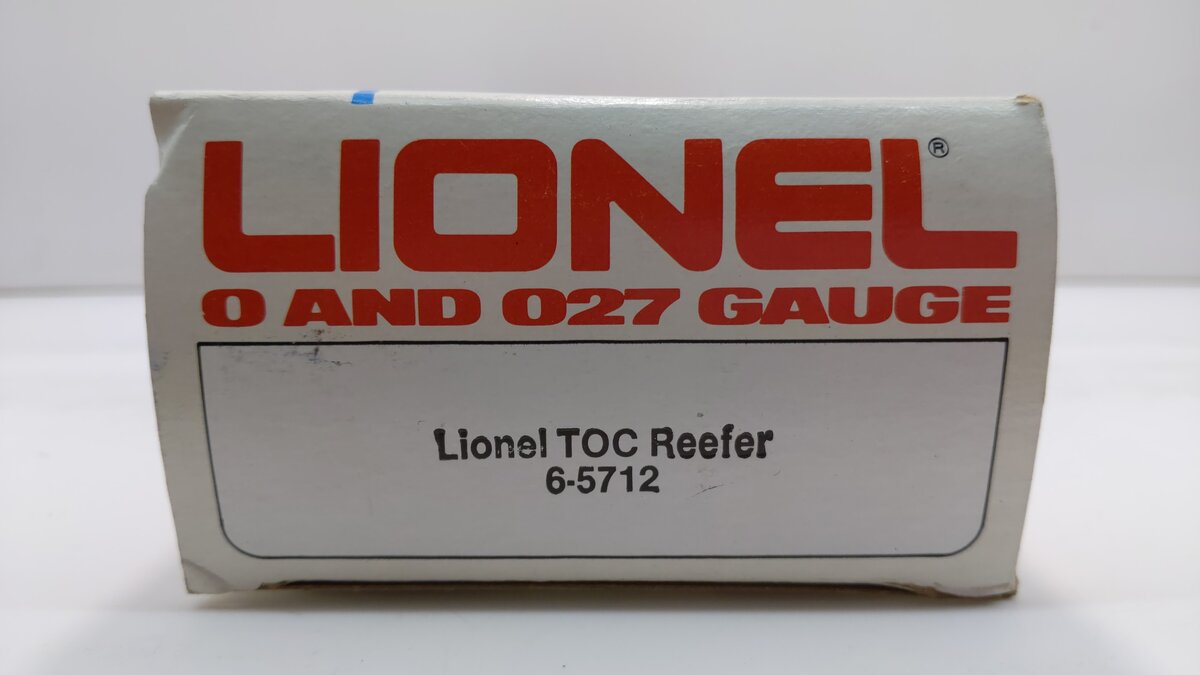 LIONEL®
O AND O27 GAUGE
Lionel TOC Reefer
6-5712